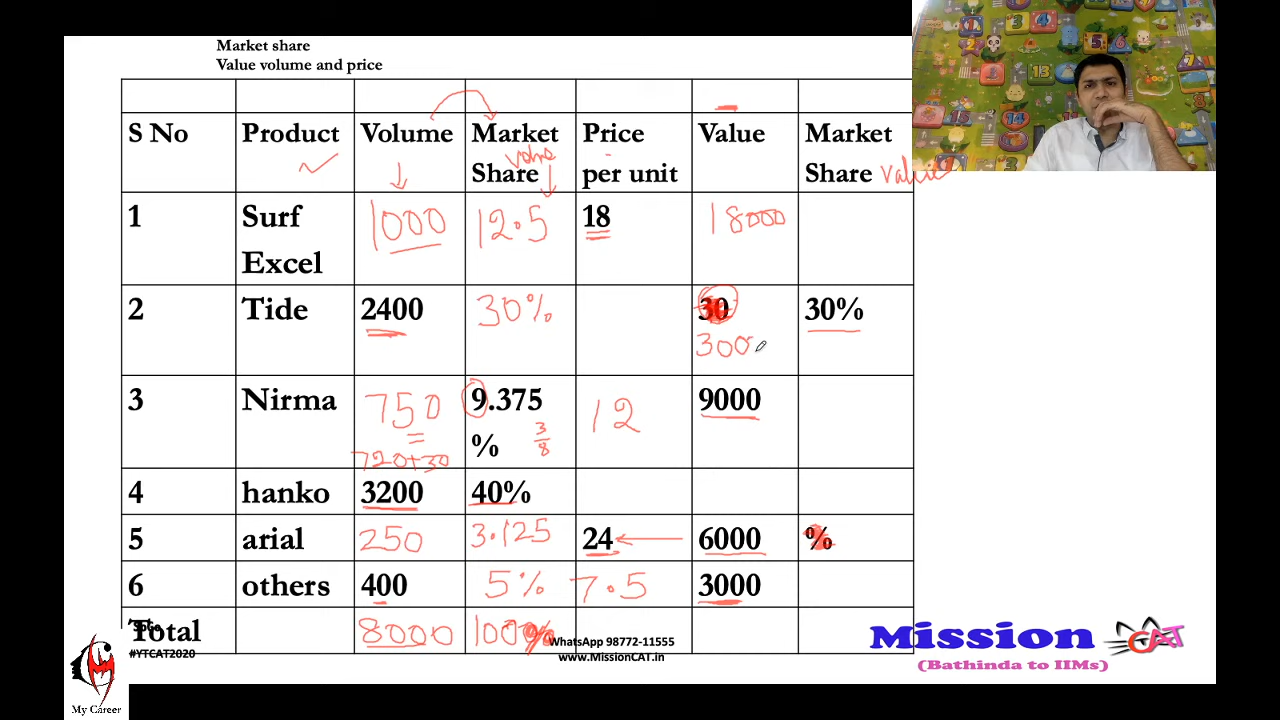 Market share
Value volume and price
S No Product Volume Market Share volume Price per unit Value Market Share value
1 Surf Excel 1000 12.5 18 18000
2 Tide 2400 30% 30 300 30%
3 Nirma 750 720+30 9.375 % 3/8 12 9000
4 hanko 3200 40%
5 arial 250 3.125 24 6000 %
6 others 400 5% 7.5 3000
Total 8000 100%
#YTCAT2020
My Career
WhatsApp 98772-11555
www.MissionCAT.in
Mission CAT
(Bathinda to IIMs)